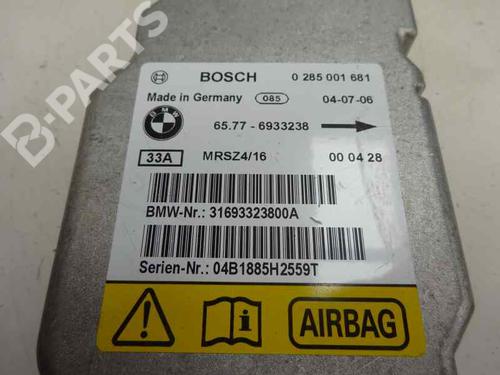 B-PARTS
BOSCH 0 285 001 681
Made in Germany 085 04-07-06
BMW 65.77 - 6933238
33A MRSZ4/16 00 04 28
BMW-Nr.: 31693323800A
Serien-Nr.: 04B1885H2559T
AIRBAG